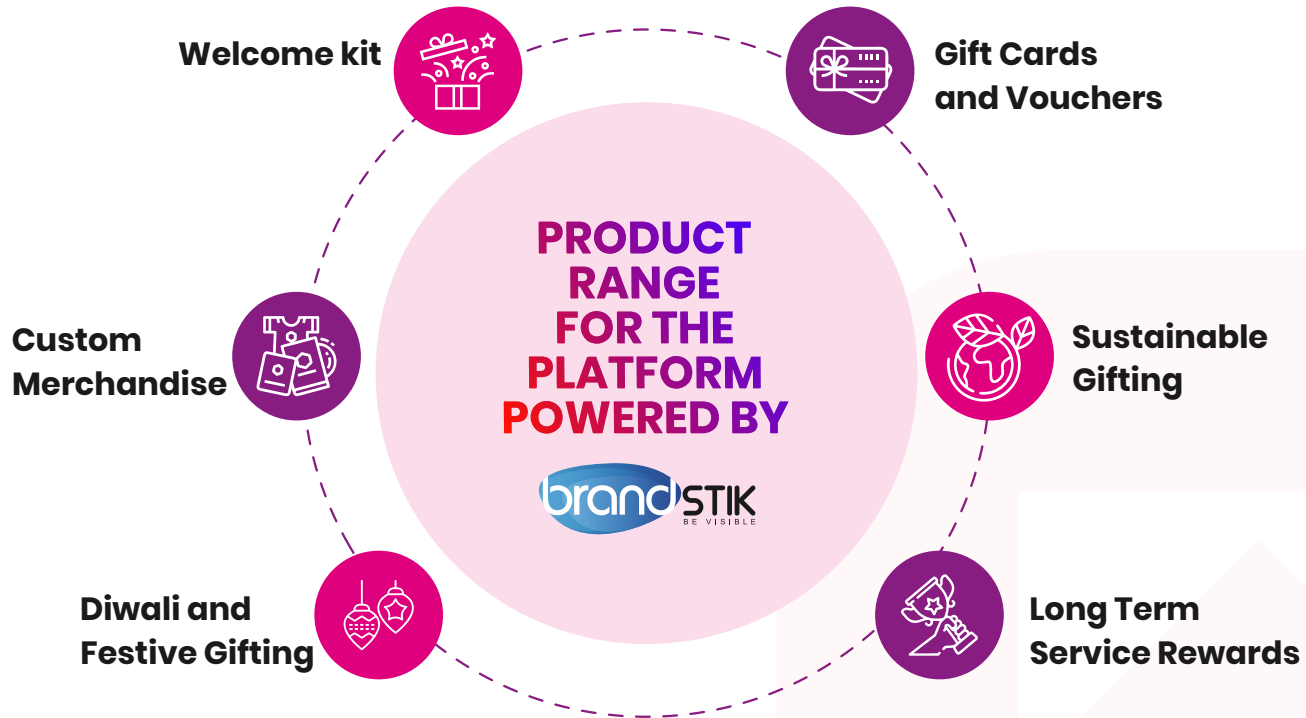 Welcome kit
Gift Cards
and Vouchers
PRODUCT
RANGE
FOR THE
PLATFORM
POWERED BY
brandSTIK
BE VISIBLE
Custom
Merchandise
Sustainable
Gifting
Diwali and
Festive Gifting
Long Term
Service Rewards